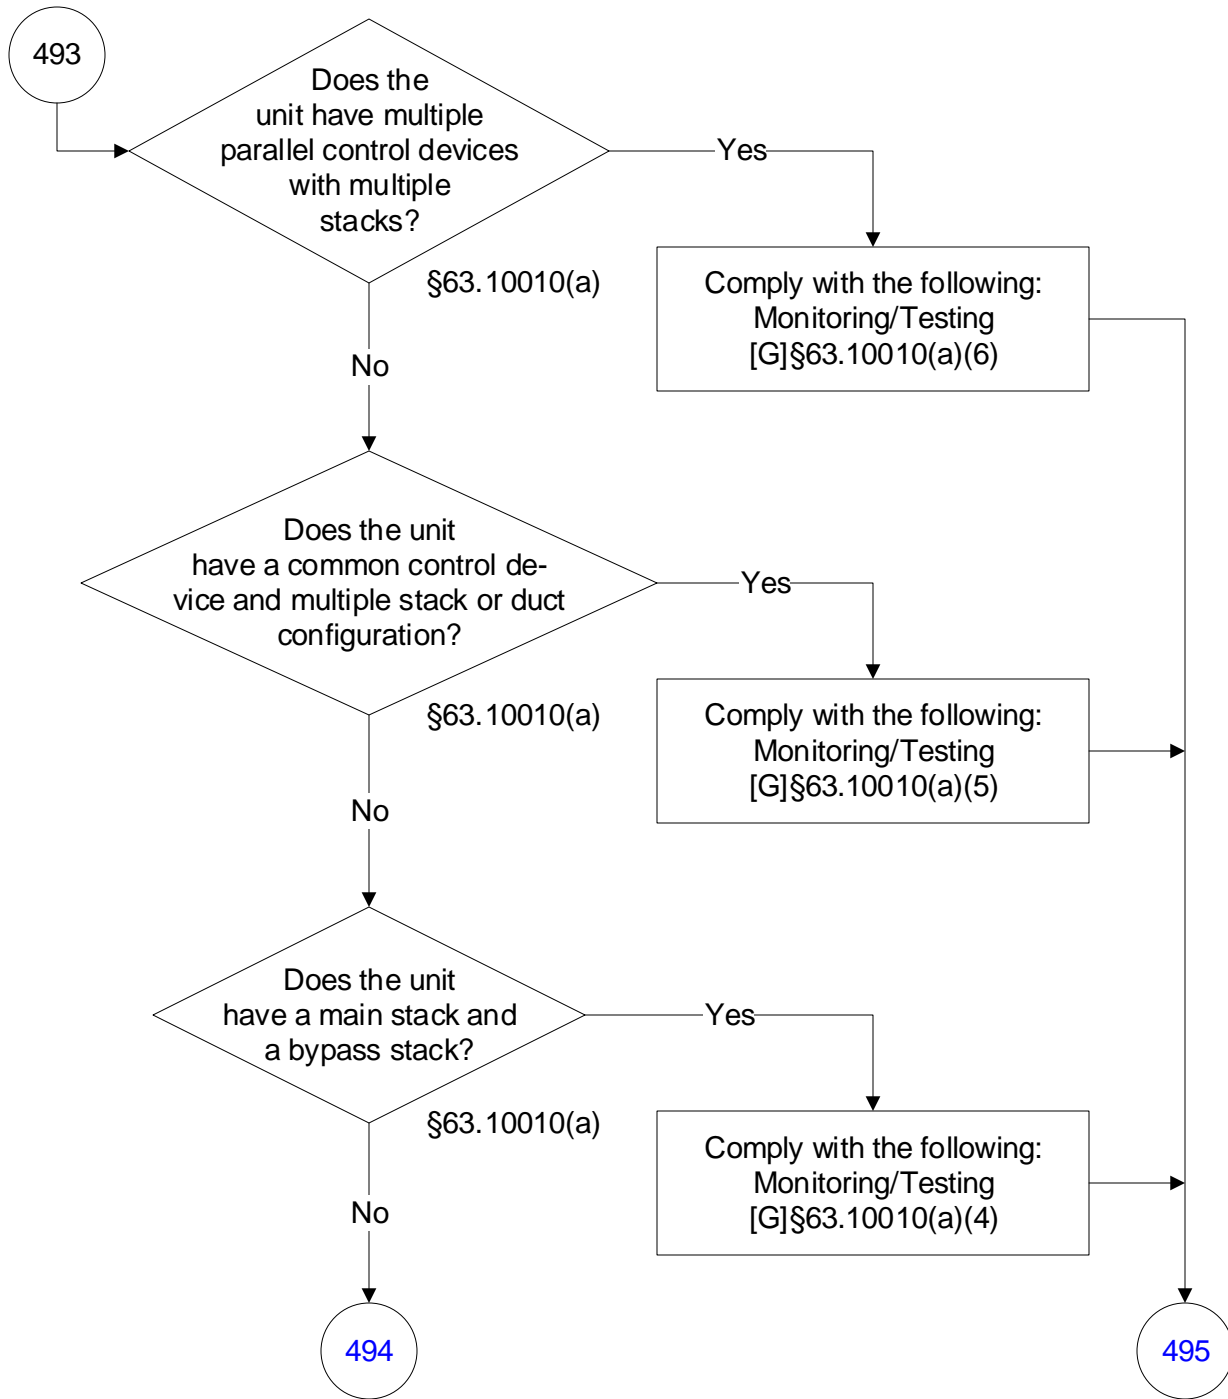 493
Does the
unit have multiple
parallel control devices
with multiple
stacks?
Yes
§63.10010(a)
Comply with the following:
Monitoring/Testing
[G]§63.10010(a)(6)
No
Does the unit
have a common control de-
vice and multiple stack or duct
configuration?
Yes
§63.10010(a)
Comply with the following:
Monitoring/Testing
[G]§63.10010(a)(5)
No
Does the unit
have a main stack and
a bypass stack?
Yes
§63.10010(a)
Comply with the following:
Monitoring/Testing
[G]§63.10010(a)(4)
No
494
495